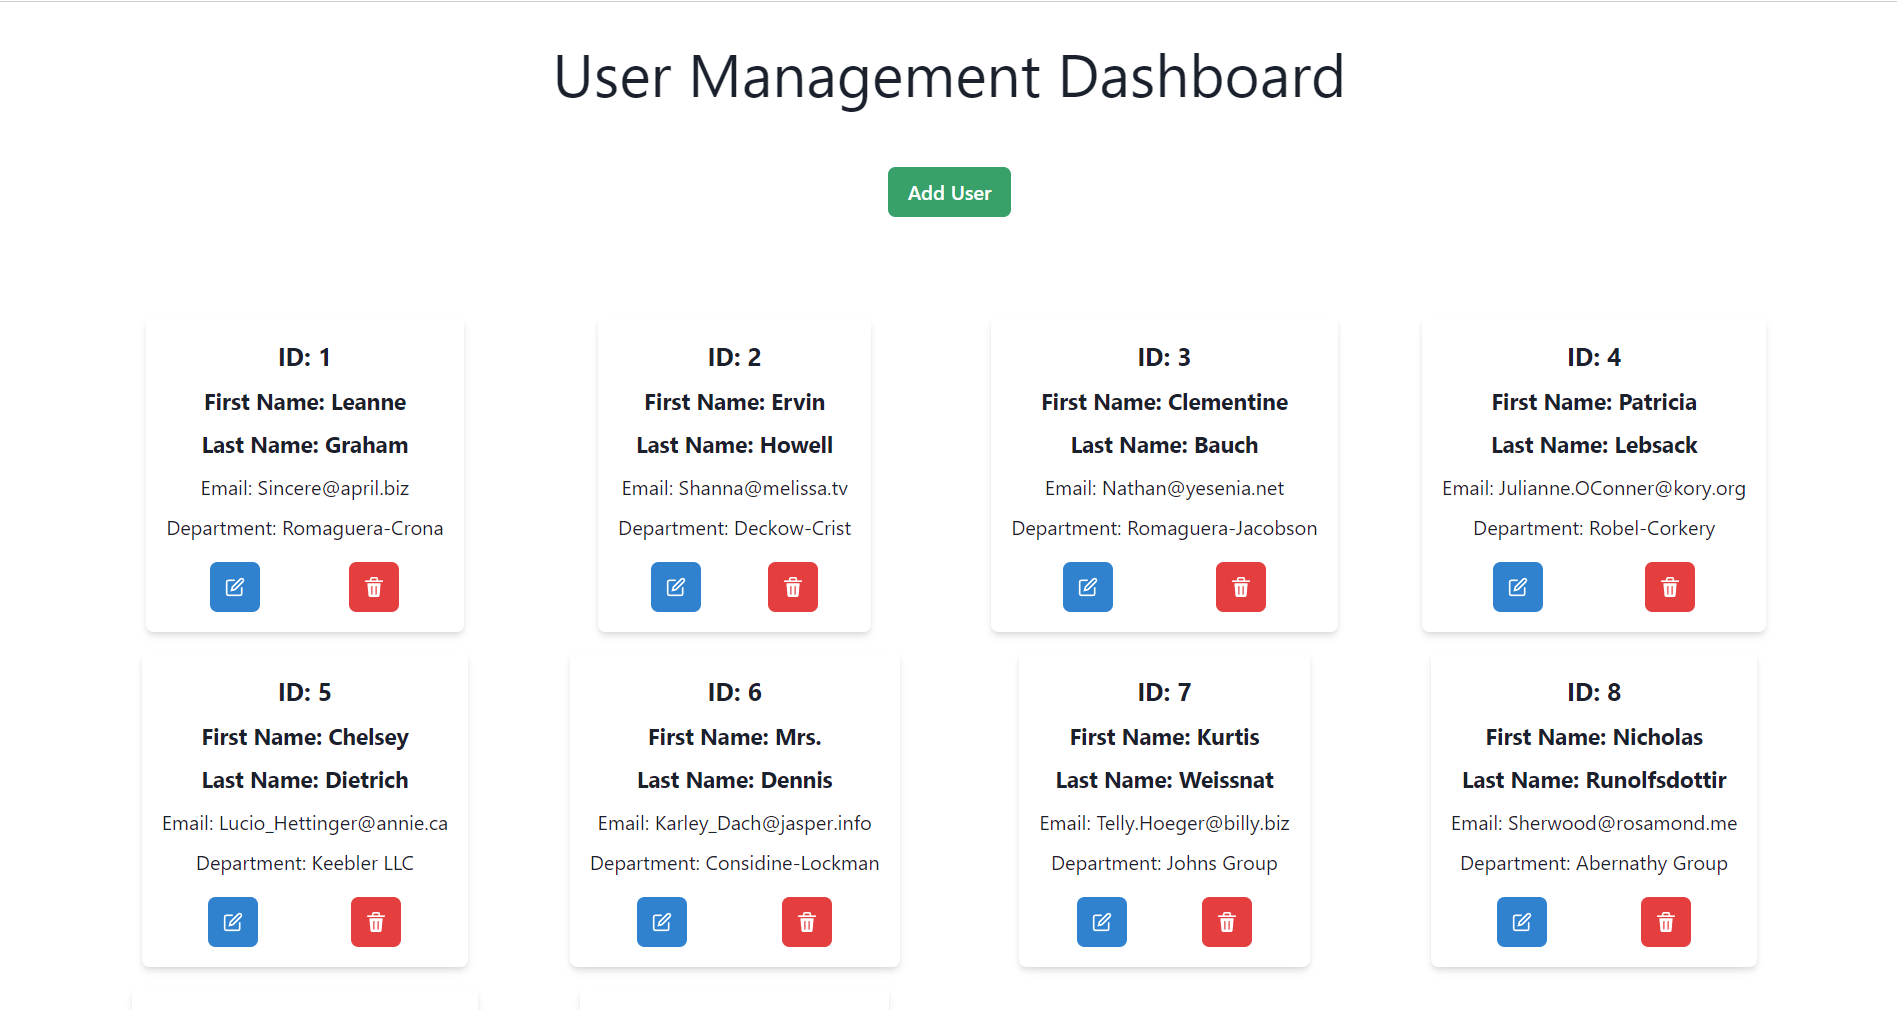 User Management Dashboard
Add User
ID: 1
First Name: Leanne
Last Name: Graham
Email: Sincere@april.biz
Department: Romaguera-Crona
ID: 2
First Name: Ervin
Last Name: Howell
Email: Shanna@melissa.tv
Department: Deckow-Crist
ID: 3
First Name: Clementine
Last Name: Bauch
Email: Nathan@yesenia.net
Department: Romaguera-Jacobson
ID: 4
First Name: Patricia
Last Name: Lebsack
Email: Julianne.OConner@kory.org
Department: Robel-Corkery
ID: 5
First Name: Chelsey
Last Name: Dietrich
Email: Lucio_Hettinger@annie.ca
Department: Keebler LLC
ID: 6
First Name: Mrs.
Last Name: Dennis
Email: Karley_Dach@jasper.info
Department: Considine-Lockman
ID: 7
First Name: Kurtis
Last Name: Weissnat
Email: Telly.Hoeger@billy.biz
Department: Johns Group
ID: 8
First Name: Nicholas
Last Name: Runolfsdottir
Email: Sherwood@rosamond.me
Department: Abernathy Group